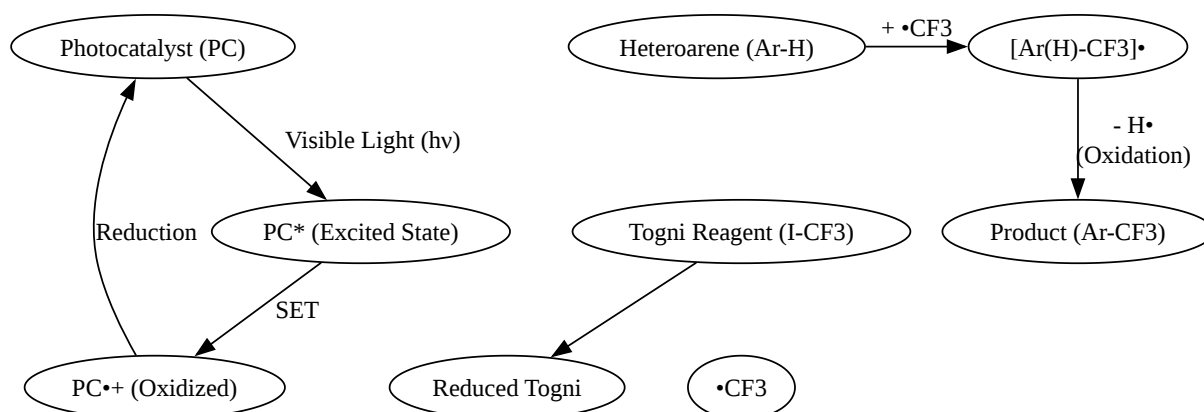 Photocatalyst (PC)
Heteroarene (Ar-H)
+ •CF3
[Ar(H)-CF3]•
Visible Light (hν)
- H•
(Oxidation)
Reduction
PC* (Excited State)
Togni Reagent (I-CF3)
Product (Ar-CF3)
SET
PC•+ (Oxidized)
Reduced Togni
•CF3